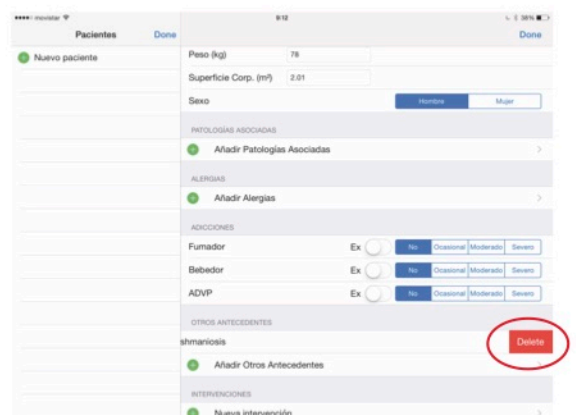 movistar 9:12 38%
Pacientes Done Done
Nuevo paciente
Peso (kg) 78
Superficie Corp. (m²) 2.01
Sexo Hombre Mujer
PATOLOGÍAS ASOCIADAS
Añadir Patologías Asociadas
ALERGIAS
Añadir Alergias
ADICCIONES
Fumador Ex No Ocasional Moderado Severo
Bebedor Ex No Ocasional Moderado Severo
ADVP Ex No Ocasional Moderado Severo
OTROS ANTECEDENTES
shmaniosis Delete
Añadir Otros Antecedentes
INTERVENCIONES
Nueva intervención